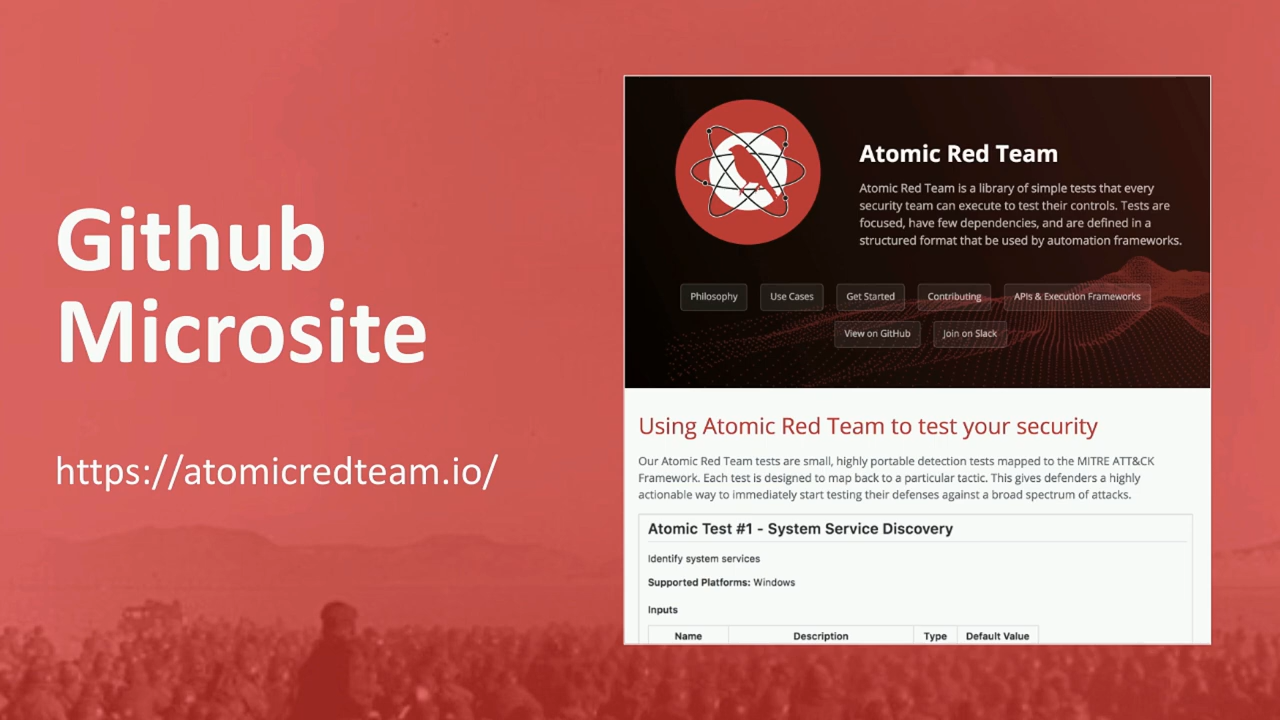 Github
Microsite
https://atomicredteam.io/
Atomic Red Team
Atomic Red Team is a library of simple tests that every
security team can execute to test their controls. Tests are
focused, have few dependencies, and are defined in a
structured format that be used by automation frameworks.
Philosophy
Use Cases
Get Started
Contributing
APIs & Execution Frameworks
View on GitHub
Join on Slack
Using Atomic Red Team to test your security
Our Atomic Red Team tests are small, highly portable detection tests mapped to the MITRE ATT&CK
Framework. Each test is designed to map back to a particular tactic. This gives defenders a highly
actionable way to immediately start testing their defenses against a broad spectrum of attacks.
Atomic Test #1 - System Service Discovery
Identify system services
Supported Platforms: Windows
Inputs
Name Description Type Default Value